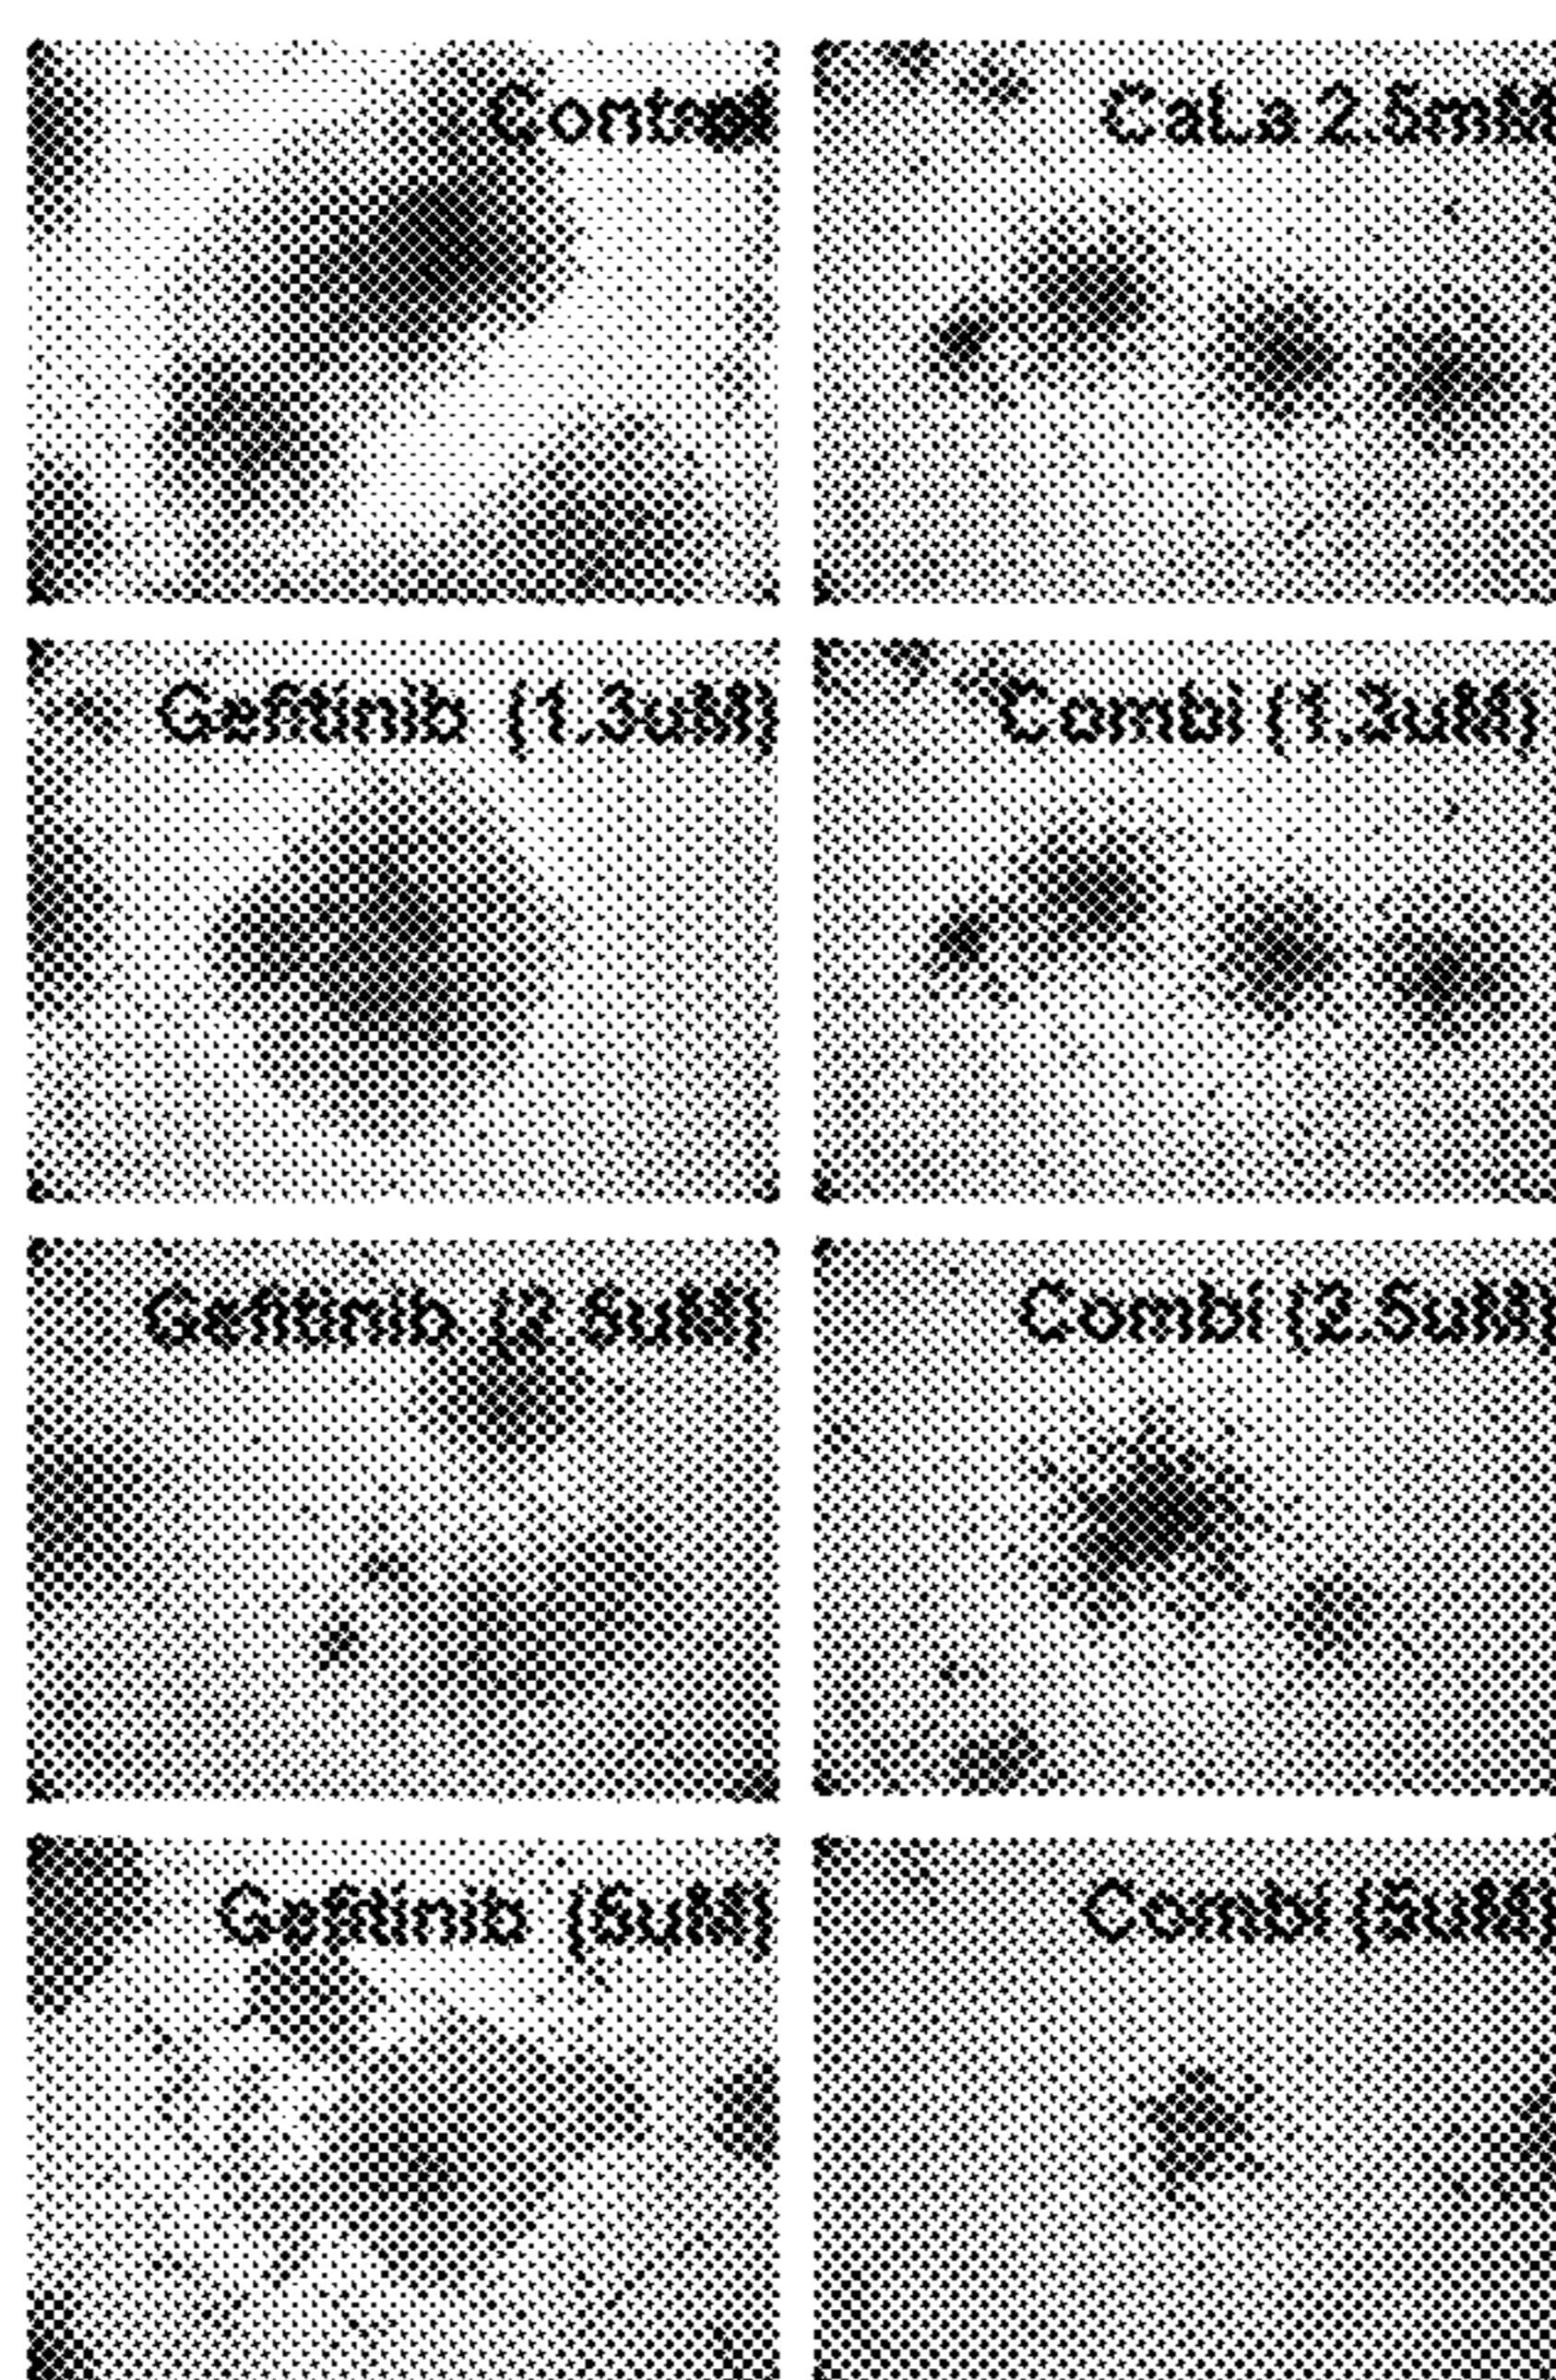 Control
CaLa 2.5mM
Gefitinib (1.3uM)
Combi (1.3uM)
Gefitinib (2.5uM)
Combi (2.5uM)
Gefitinib (5uM)
Combi (5uM)